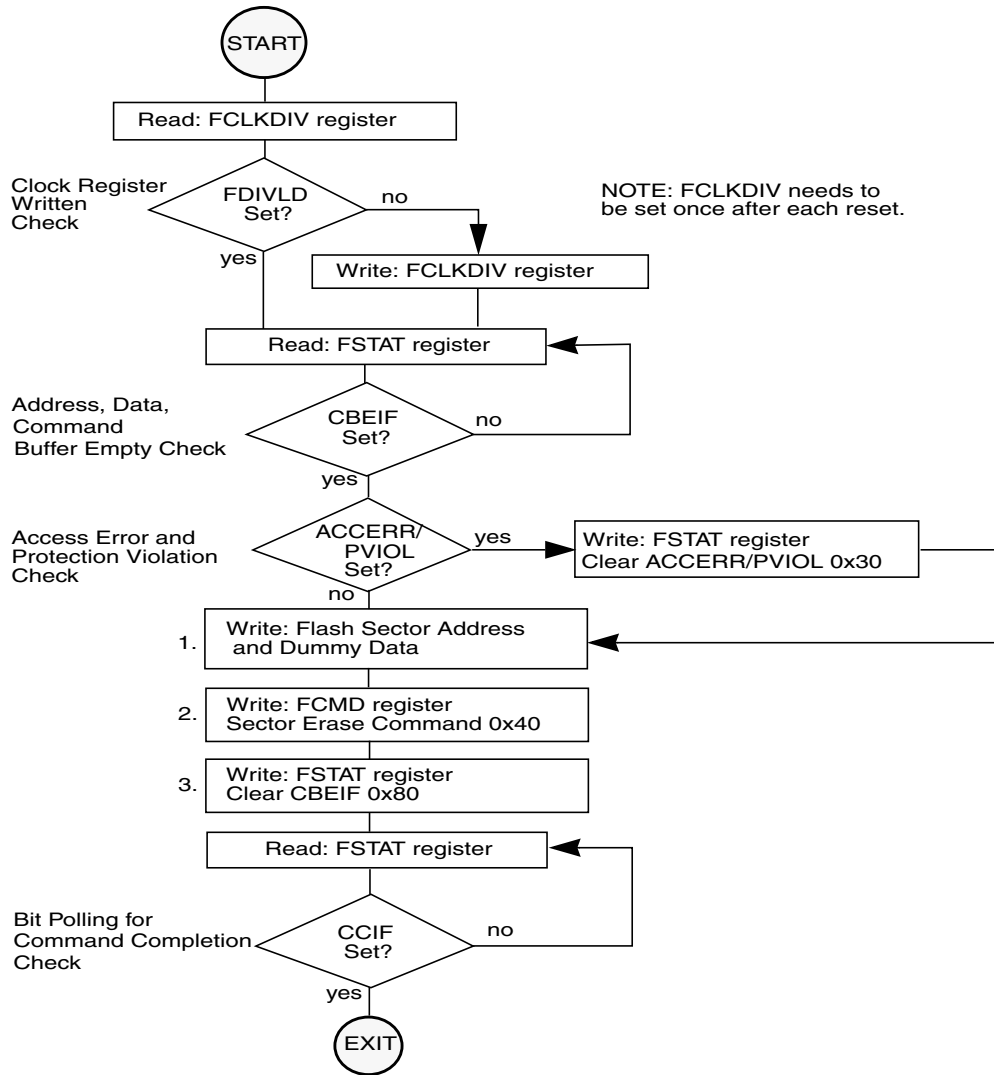 START
Read: FCLKDIV register
Clock Register
Written
Check
FDIVLD
Set?
no
yes
NOTE: FCLKDIV needs to
be set once after each reset.
Write: FCLKDIV register
Read: FSTAT register
Address, Data,
Command
Buffer Empty Check
CBEIF
Set?
no
yes
Access Error and
Protection Violation
Check
ACCERR/
PVIOL
Set?
yes
no
Write: FSTAT register
Clear ACCERR/PVIOL 0x30
1.
Write: Flash Sector Address
and Dummy Data
2.
Write: FCMD register
Sector Erase Command 0x40
3.
Write: FSTAT register
Clear CBEIF 0x80
Read: FSTAT register
Bit Polling for
Command Completion
Check
CCIF
Set?
no
yes
EXIT